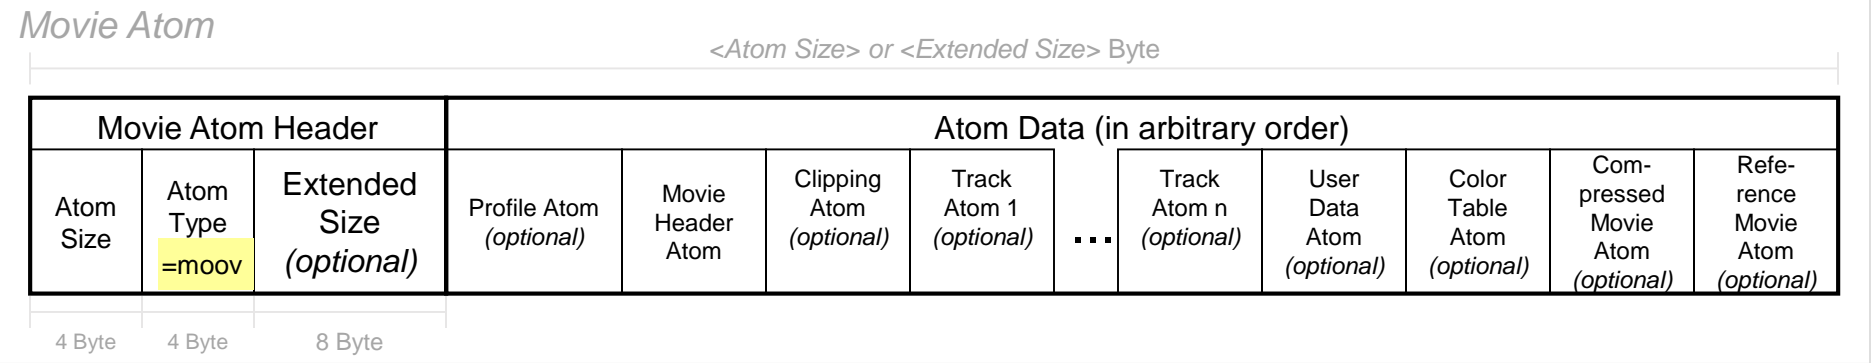 Movie Atom
<Atom Size> or <Extended Size> Byte
Movie Atom Header
Atom Data (in arbitrary order)
Atom
Size
Atom
Type
=moov
Extended
Size
(optional)
Profile Atom
(optional)
Movie
Header
Atom
Clipping
Atom
(optional)
Track
Atom 1
(optional)
...
Track
Atom n
(optional)
User
Data
Atom
(optional)
Color
Table
Atom
(optional)
Com-
pressed
Movie
Atom
(optional)
Refe-
rence
Movie
Atom
(optional)
4 Byte
4 Byte
8 Byte